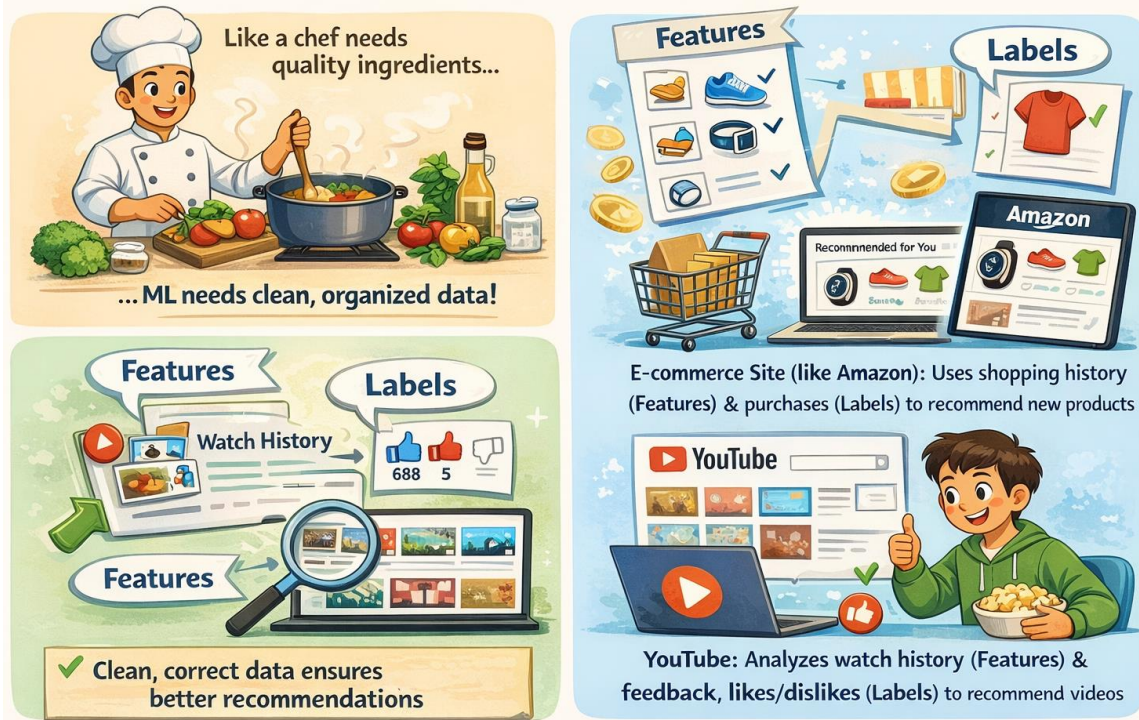 Like a chef needs
quality ingredients...
... ML needs clean, organized data!
Features
Labels
Watch History
688 5
Features
Clean, correct data ensures
better recommendations
Features
Labels
Amazon
Recomnnended for You
E-commerce Site (like Amazon): Uses shopping history
(Features) & purchases (Labels) to recommend new products
YouTube
YouTube: Analyzes watch history (Features) &
feedback, likes/dislikes (Labels) to recommend videos